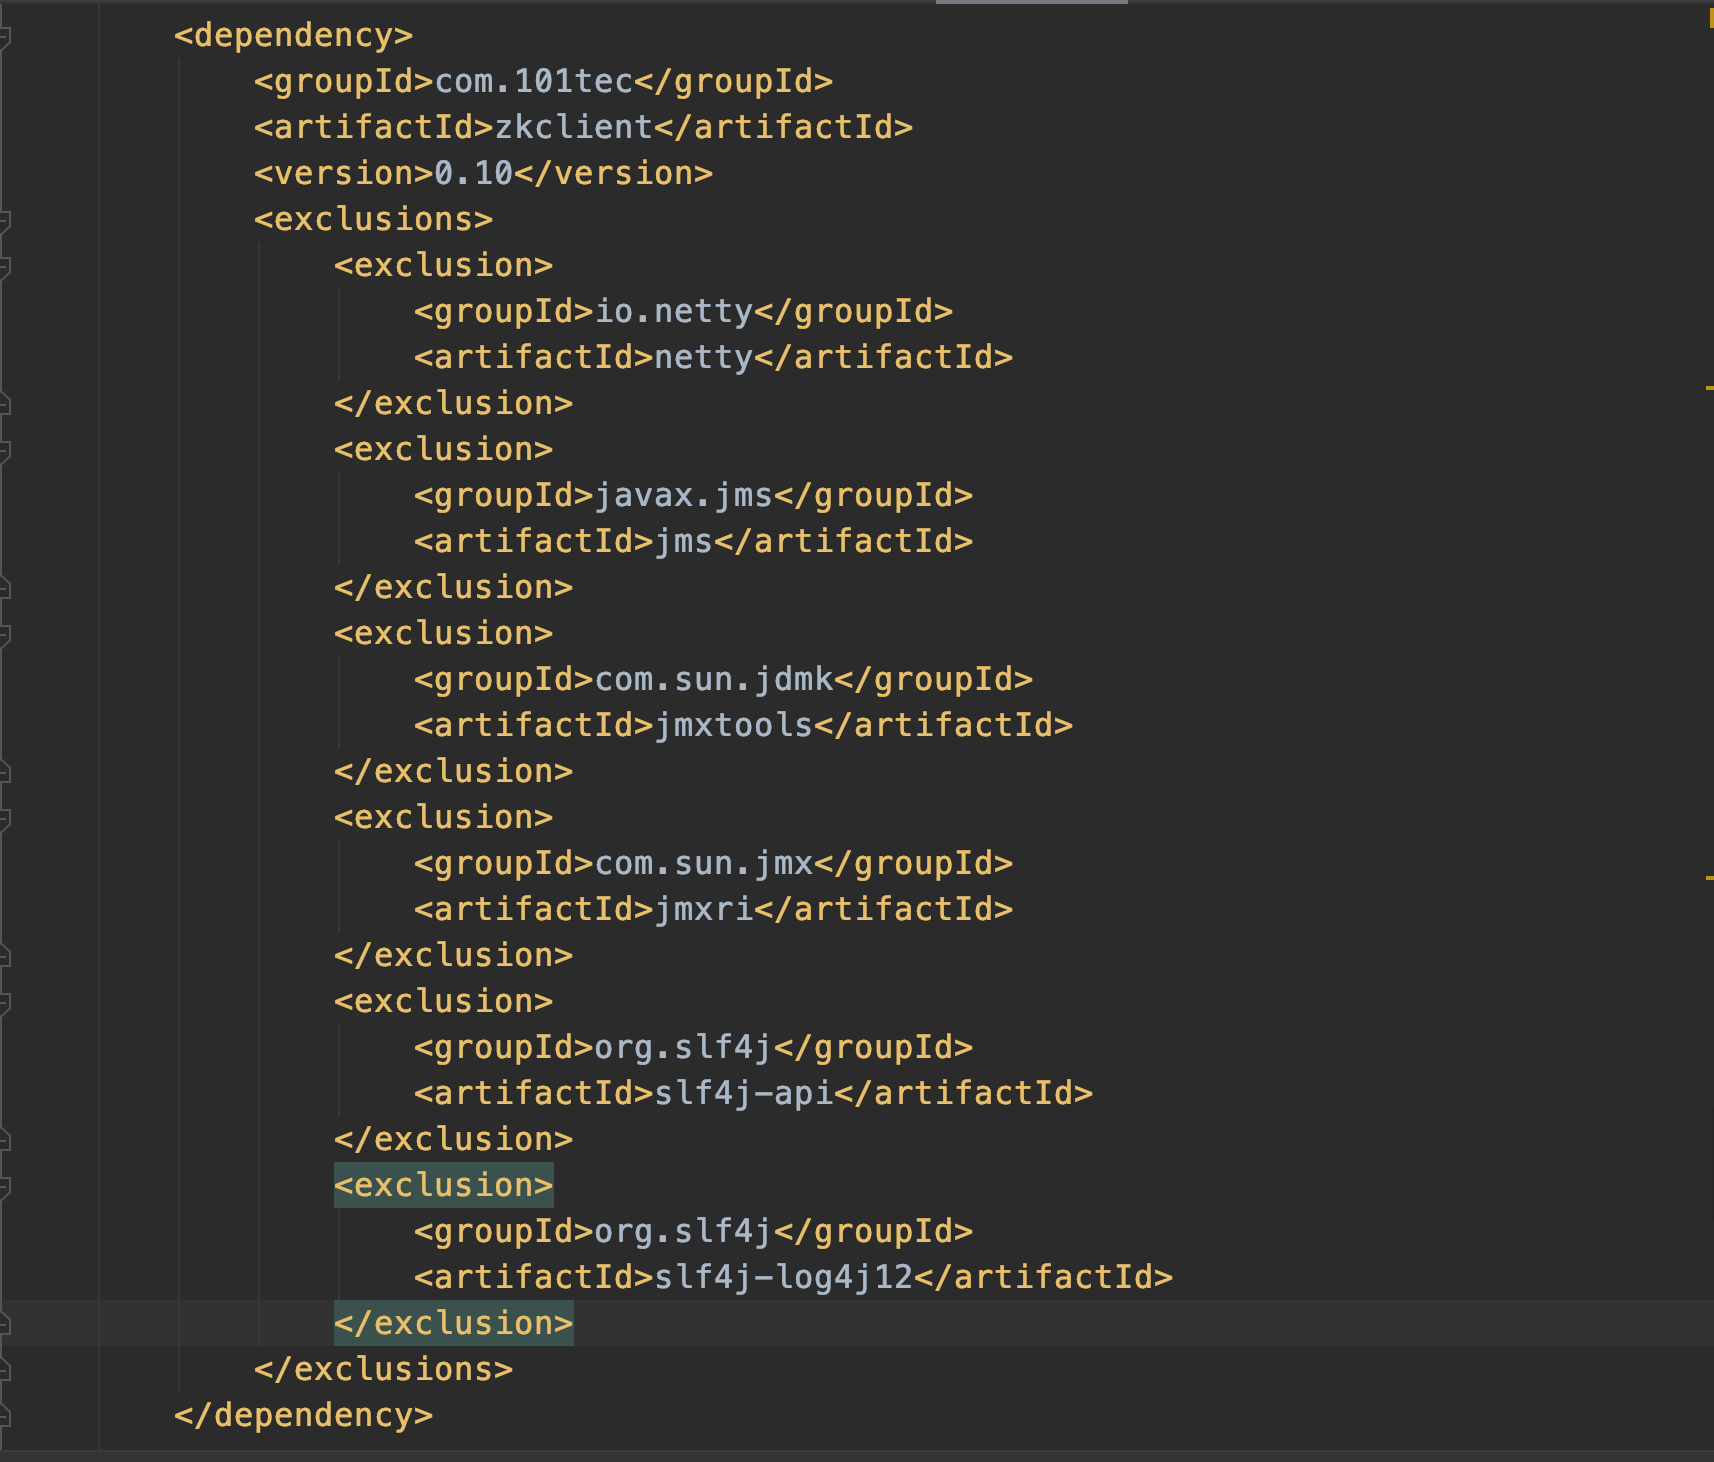 <dependency>
<groupId>com.101tec</groupId>
<artifactId>zkclient</artifactId>
<version>0.10</version>
<exclusions>
<exclusion>
<groupId>io.netty</groupId>
<artifactId>netty</artifactId>
</exclusion>
<exclusion>
<groupId>javax.jms</groupId>
<artifactId>jms</artifactId>
</exclusion>
<exclusion>
<groupId>com.sun.jdmk</groupId>
<artifactId>jmxtools</artifactId>
</exclusion>
<exclusion>
<groupId>com.sun.jmx</groupId>
<artifactId>jmxri</artifactId>
</exclusion>
<exclusion>
<groupId>org.slf4j</groupId>
<artifactId>slf4j-api</artifactId>
</exclusion>
<exclusion>
<groupId>org.slf4j</groupId>
<artifactId>slf4j-log4j12</artifactId>
</exclusion>
</exclusions>
</dependency>